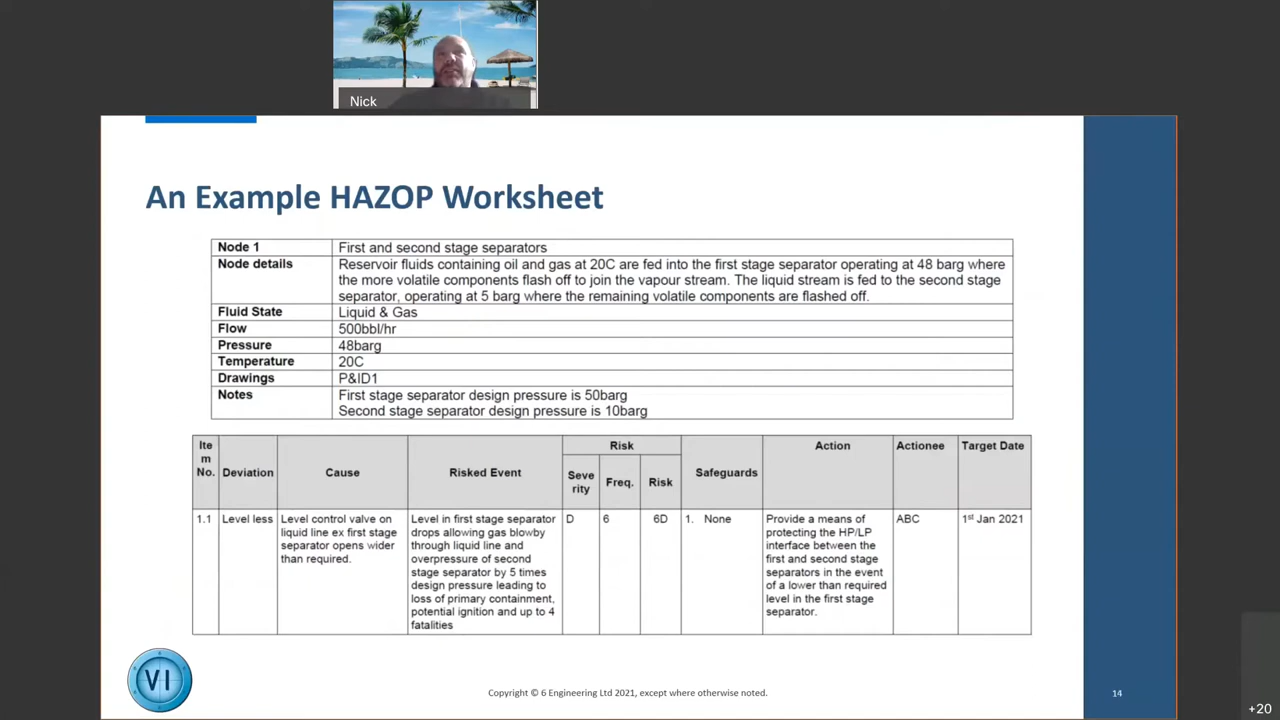 Nick
An Example HAZOP Worksheet
Node 1 First and second stage separators
Node details Reservoir fluids containing oil and gas at 20C are fed into the first stage separator operating at 48 barg where
the more volatile components flash off to join the vapour stream. The liquid stream is fed to the second stage
separator, operating at 5 barg where the remaining volatile components are flashed off.
Fluid State Liquid & Gas
Flow 500bbl/hr
Pressure 48barg
Temperature 20C
Drawings P&ID1
Notes First stage separator design pressure is 50barg
Second stage separator design pressure is 10barg
Ite
m
No.
Deviation
Cause
Risked Event
Risk
Seve
rity
Freq.
Risk
Safeguards
Action
Actionee
Target Date
1.1
Level less
Level control valve on
liquid line ex first stage
separator opens wider
than required.
Level in first stage separator
drops allowing gas blowby
through liquid line and
overpressure of second
stage separator by 5 times
design pressure leading to
loss of primary containment,
potential ignition and up to 4
fatalities
D
6
6D
1. None
Provide a means of
protecting the HP/LP
interface between the
first and second stage
separators in the event
of a lower than required
level in the first stage
separator.
ABC
1st Jan 2021
VI
Copyright © 6 Engineering Ltd 2021, except where otherwise noted.
14
+20